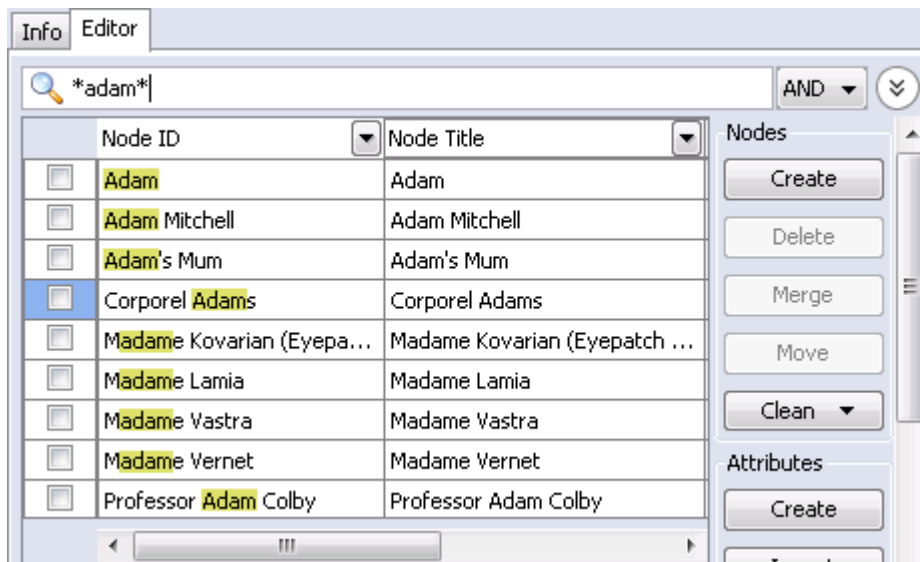 Info Editor
*adam* AND
Node ID Node Title Nodes
Adam Adam Create
Adam Mitchell Adam Mitchell Delete
Adam's Mum Adam's Mum
Corporel Adams Corporel Adams Merge
Madame Kovarian (Eyepa... Madame Kovarian (Eyepatch ... Move
Madame Lamia Madame Lamia
Madame Vastra Madame Vastra Clean
Madame Vernet Madame Vernet Attributes
Professor Adam Colby Professor Adam Colby Create